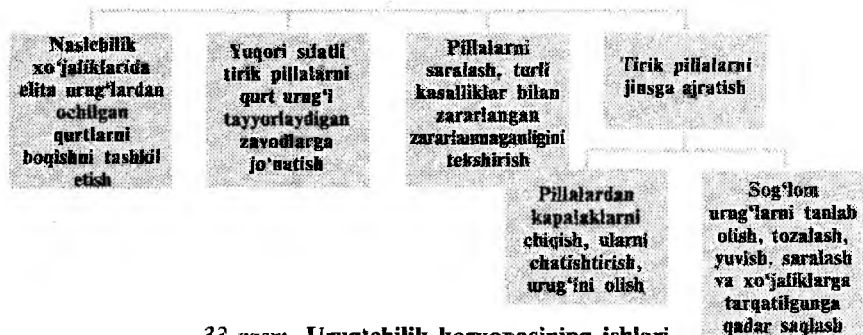 Naslchilik
xo‘jaliklarida
elita urug‘lardan
ochilgan
qurtlarni
boqishni tashkil
etish
Yuqori sifatli
tirik pillalarni
qurt urug‘i
tayyorlaydigan
zavodlarga
jo‘natish
Pillalarni
saralash, turli
kasalliklar bilan
zararlangan
zararlanmaganligini
tekshirish
Tirik pillalarni
jinsga ajratish
Pillalardan
kapalaklarni
chiqish, ularni
chatishtirish,
urug‘ini olish
Sog‘lom
urug‘larni tanlab
olish, tozalash,
yuvish, saralash
va xo‘jaliklarga
tarqatilgunga
qadar saqlash
33-rasm. Urugtchilik korxonasining ishlari